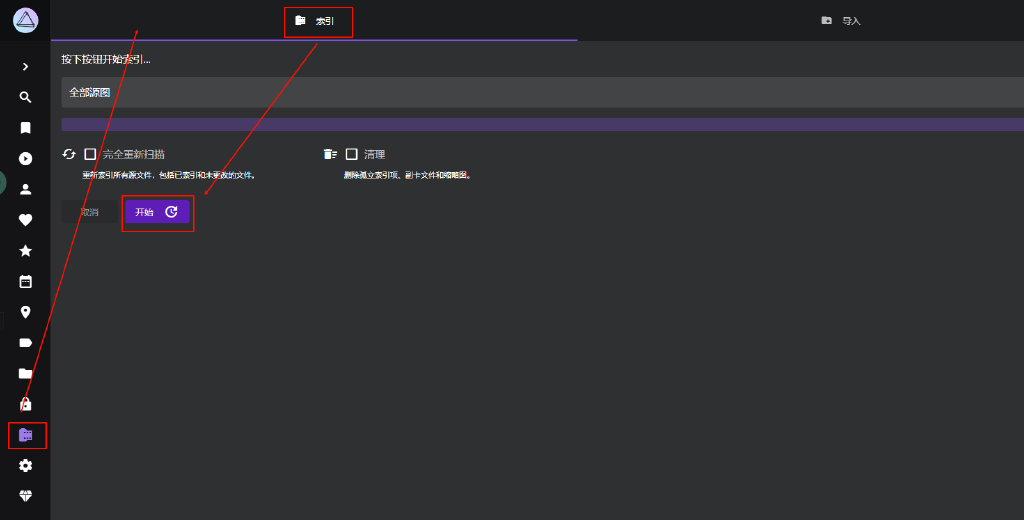 索引
导入
按下按钮开始索引...
全部源图
完全重新扫描
清理
重新索引所有源文件，包括已索引和未更改的文件。
删除孤立索引项、副卡文件和缩略图。
取消
开始